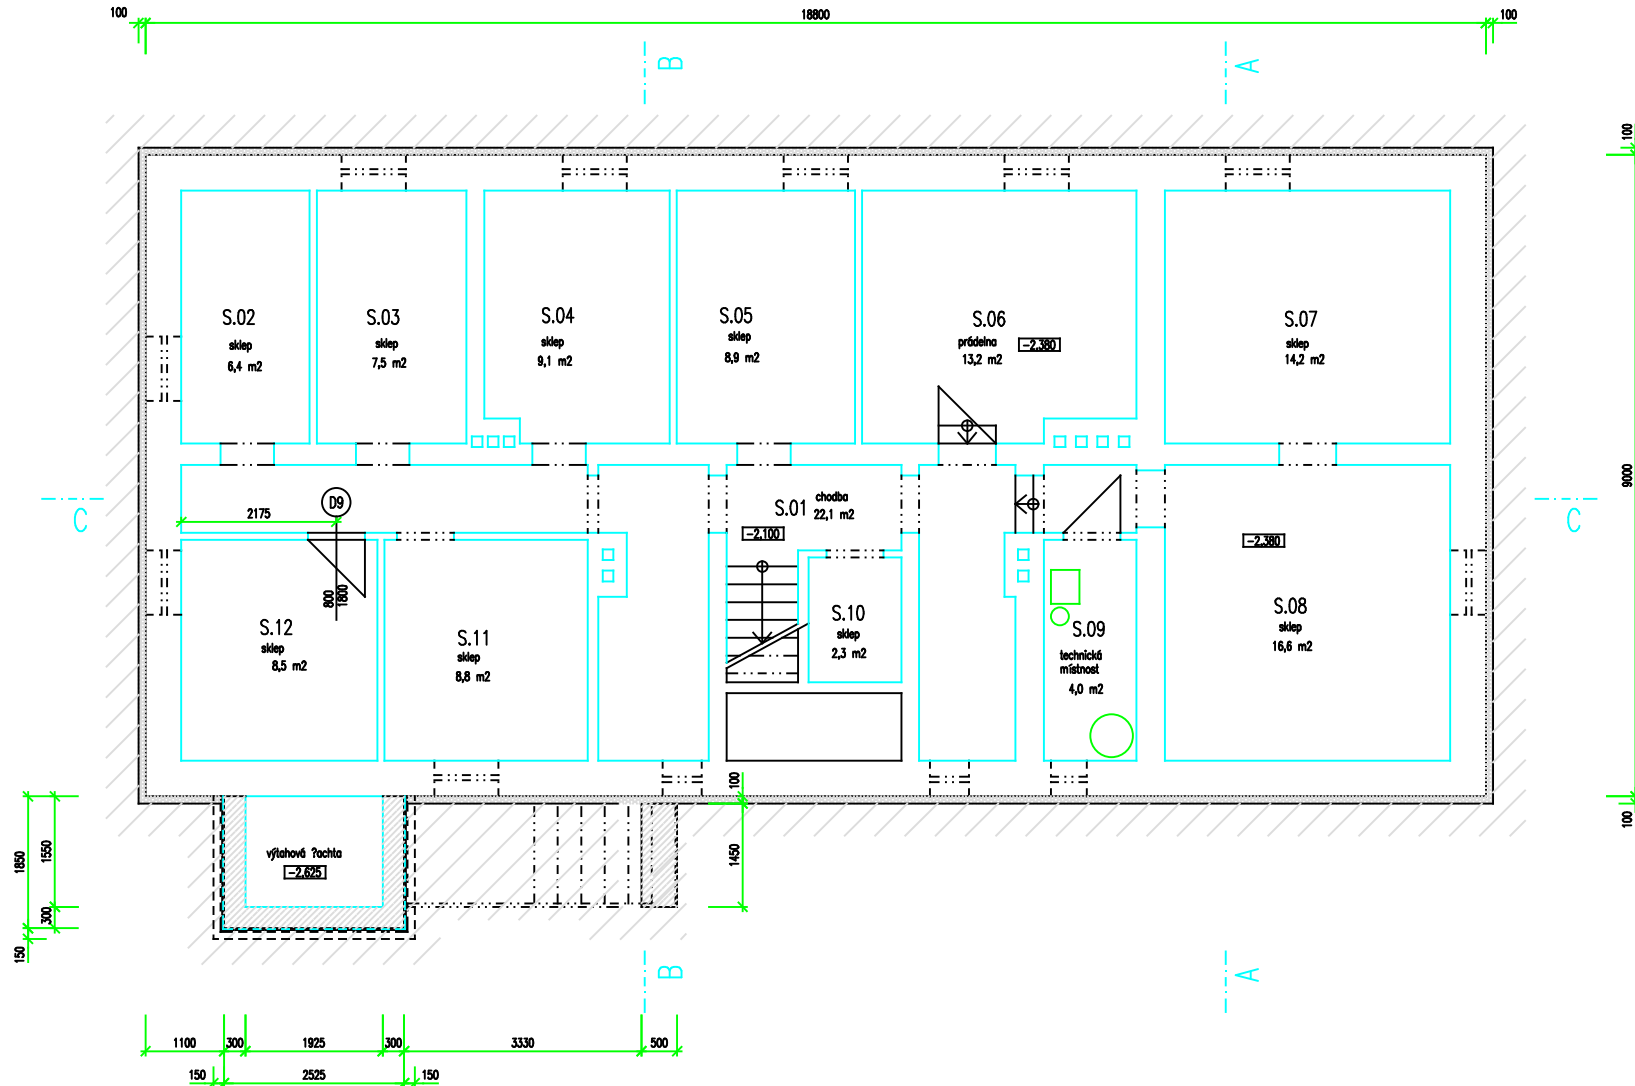 100
18800
100
B
A
100
S.02
sklep
6,4 m2
S.03
sklep
7,5 m2
S.04
sklep
9,1 m2
S.05
sklep
8,9 m2
S.06
prádelna
13,2 m2
-2,380
S.07
sklep
14,2 m2
9000
C
2175
D9
S.01
chodba
22,1 m2
-2,100
C
-2,380
800
1800
S.12
sklep
8,5 m2
S.11
sklep
8,8 m2
S.10
sklep
2,3 m2
S.09
technická
místnost
4,0 m2
S.08
sklep
16,6 m2
100
100
1850
1550
300
150
výtahová ?achta
-2,625
1450
B
A
1100
300
1925
300
3330
500
150
2525
150